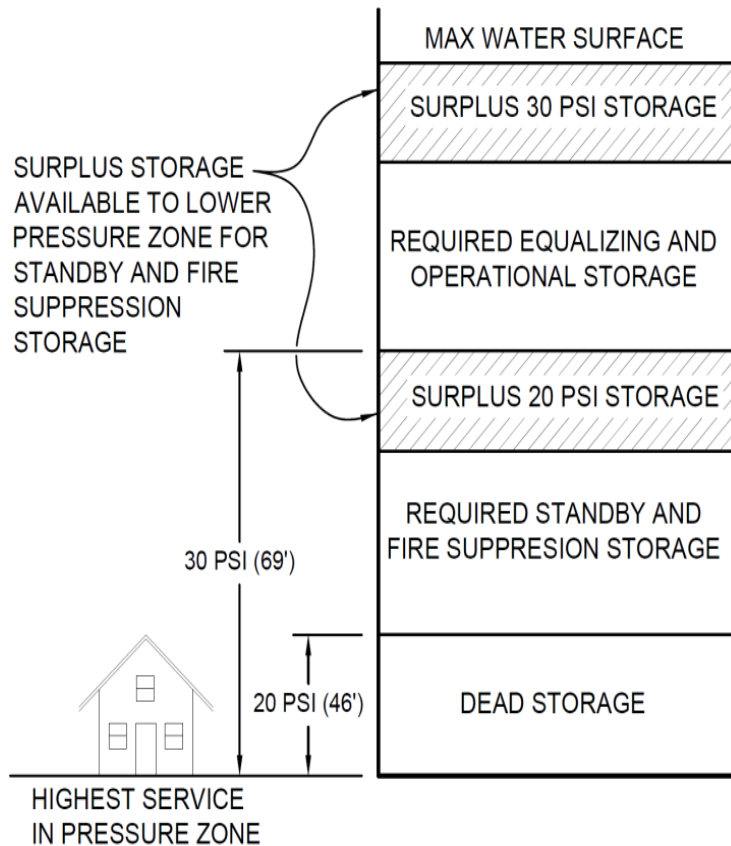 MAX WATER SURFACE
SURPLUS 30 PSI STORAGE
SURPLUS STORAGE
AVAILABLE TO LOWER
PRESSURE ZONE FOR
STANDBY AND FIRE
SUPPRESSION
STORAGE
REQUIRED EQUALIZING AND
OPERATIONAL STORAGE
SURPLUS 20 PSI STORAGE
REQUIRED STANDBY AND
FIRE SUPPRESION STORAGE
30 PSI (69')
20 PSI (46')
DEAD STORAGE
HIGHEST SERVICE
IN PRESSURE ZONE